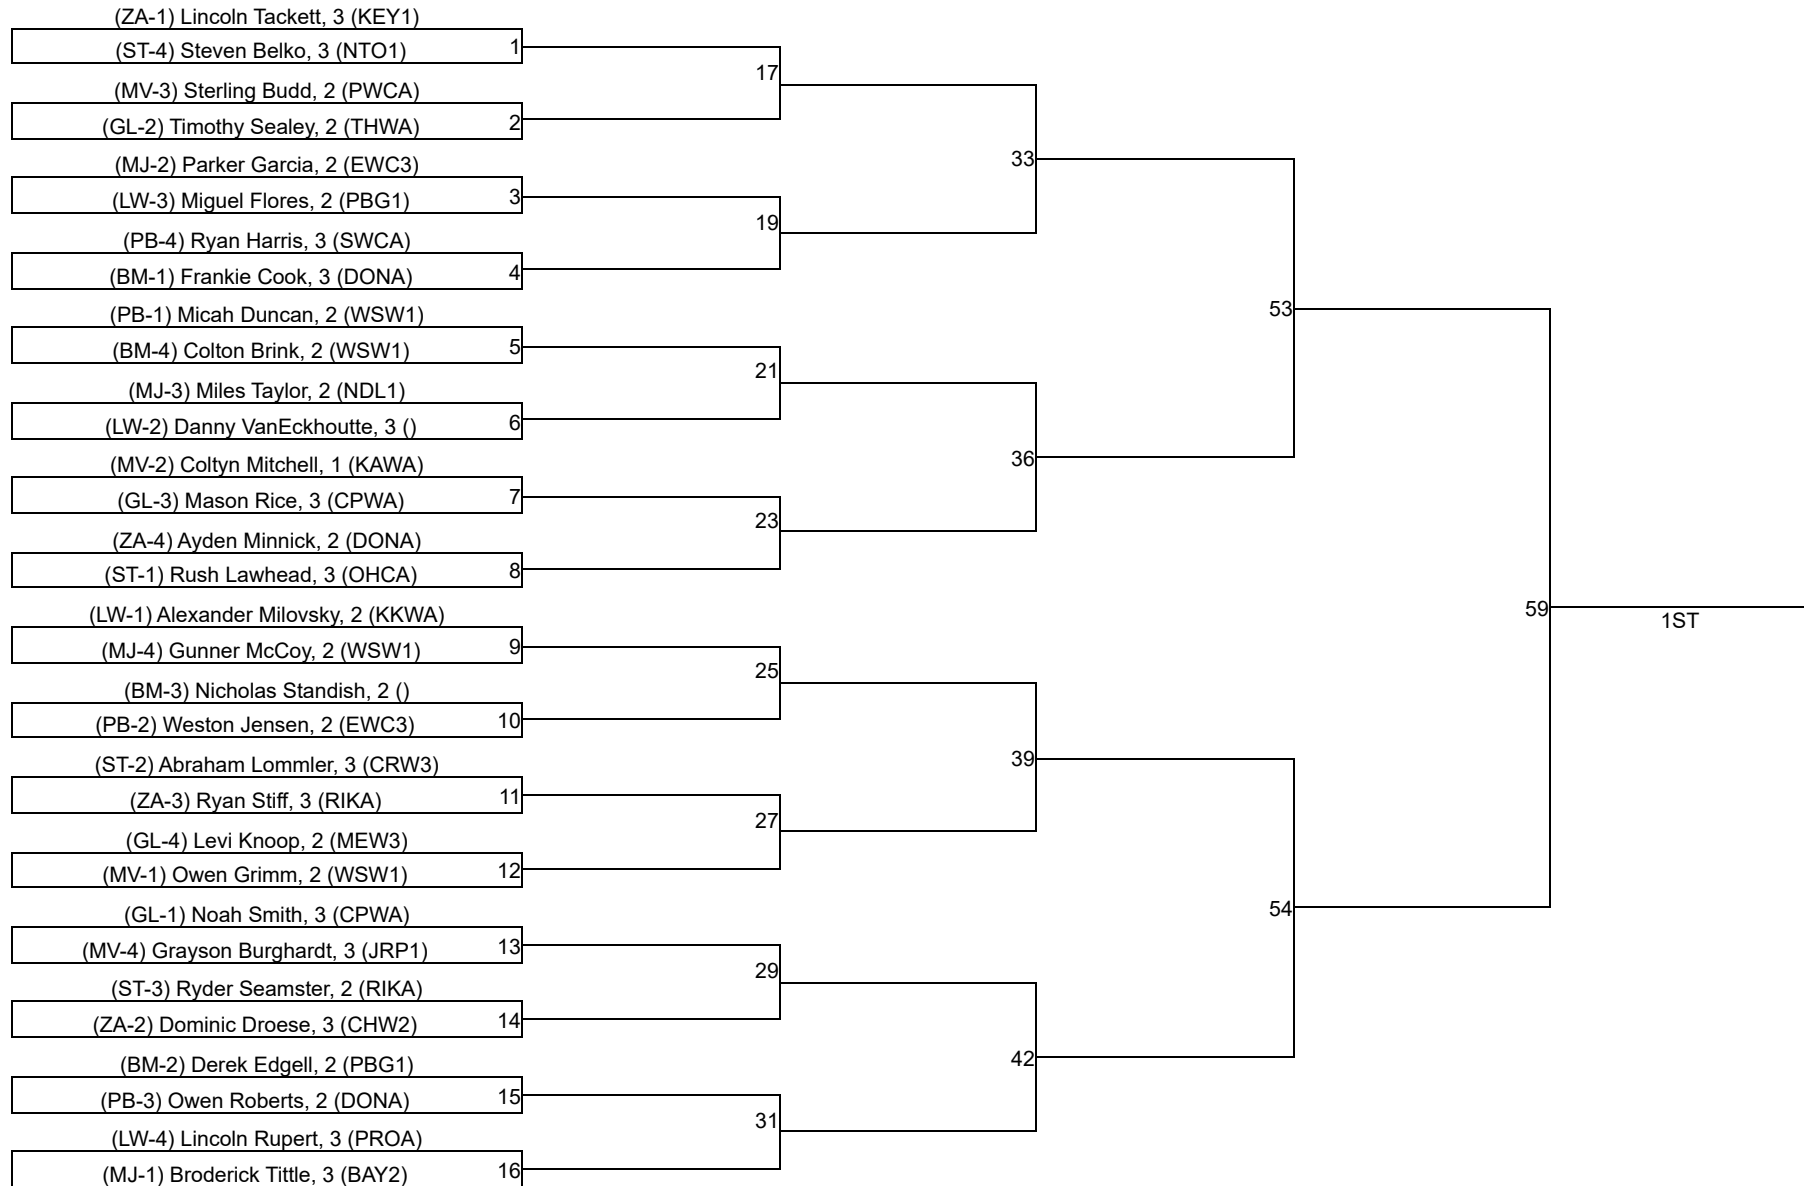 (ZA-1) Lincoln Tackett, 3 (KEY1)
(ST-4) Steven Belko, 3 (NTO1)
1
17
(MV-3) Sterling Budd, 2 (PWCA)
(GL-2) Timothy Sealey, 2 (THWA)
2
(MJ-2) Parker Garcia, 2 (EWC3)
33
(LW-3) Miguel Flores, 2 (PBG1)
3
19
(PB-4) Ryan Harris, 3 (SWCA)
(BM-1) Frankie Cook, 3 (DONA)
4
(PB-1) Micah Duncan, 2 (WSW1)
53
(BM-4) Colton Brink, 2 (WSW1)
5
21
(MJ-3) Miles Taylor, 2 (NDL1)
(LW-2) Danny VanEckhoutte, 3 ()
6
(MV-2) Coltyn Mitchell, 1 (KAWA)
36
(GL-3) Mason Rice, 3 (CPWA)
7
23
(ZA-4) Ayden Minnick, 2 (DONA)
(ST-1) Rush Lawhead, 3 (OHCA)
8
(LW-1) Alexander Milovsky, 2 (KKWA)
59
1ST
(MJ-4) Gunner McCoy, 2 (WSW1)
9
25
(BM-3) Nicholas Standish, 2 ()
(PB-2) Weston Jensen, 2 (EWC3)
10
(ST-2) Abraham Lommler, 3 (CRW3)
39
(ZA-3) Ryan Stiff, 3 (RIKA)
11
27
(GL-4) Levi Knoop, 2 (MEW3)
(MV-1) Owen Grimm, 2 (WSW1)
12
(GL-1) Noah Smith, 3 (CPWA)
54
(MV-4) Grayson Burghardt, 3 (JRP1)
13
29
(ST-3) Ryder Seamster, 2 (RIKA)
(ZA-2) Dominic Droese, 3 (CHW2)
14
(BM-2) Derek Edgell, 2 (PBG1)
42
(PB-3) Owen Roberts, 2 (DONA)
15
31
(LW-4) Lincoln Rupert, 3 (PROA)
(MJ-1) Broderick Tittle, 3 (BAY2)
16